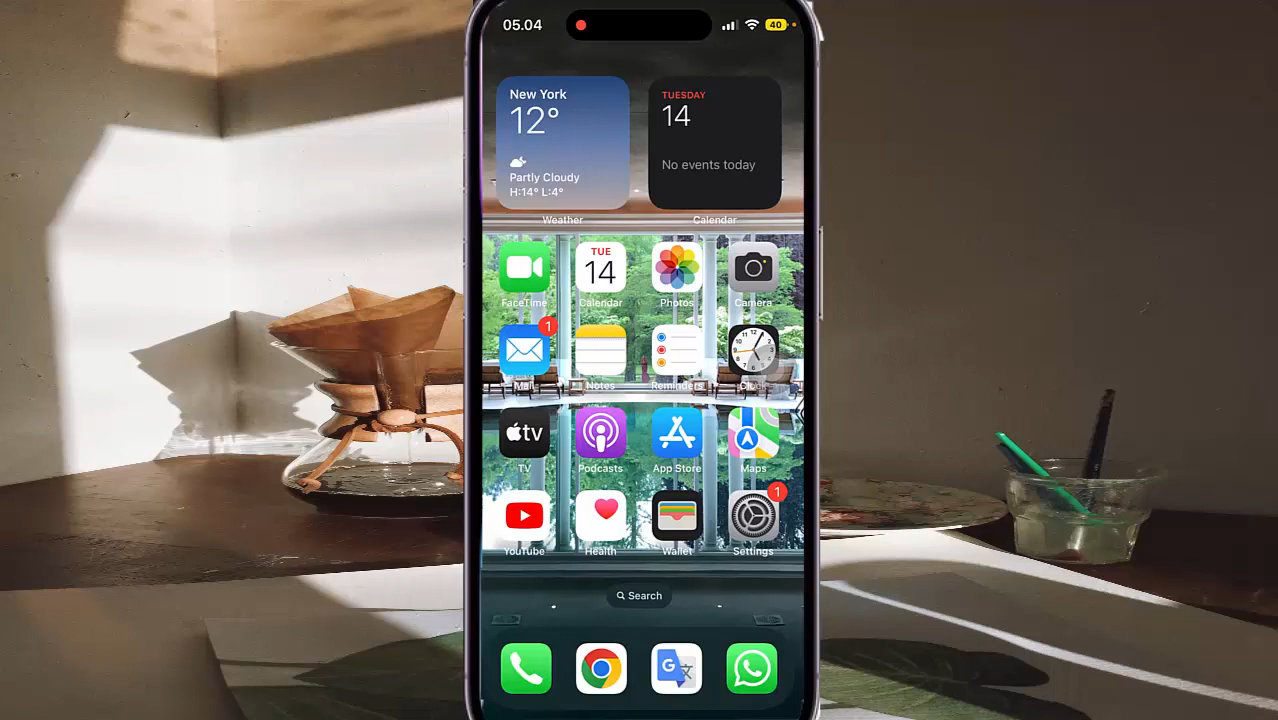 05.04
40
New York
12°
Partly Cloudy
H:14° L:4°
Weather
TUESDAY
14
No events today
Calendar
TUE
14
FaceTime
Calendar
Photos
Camera
1
Mail
Notes
Reminders
Clock
tv
TV
Podcasts
App Store
Maps
1
YouTube
Health
Wallet
Settings
Search
G
文